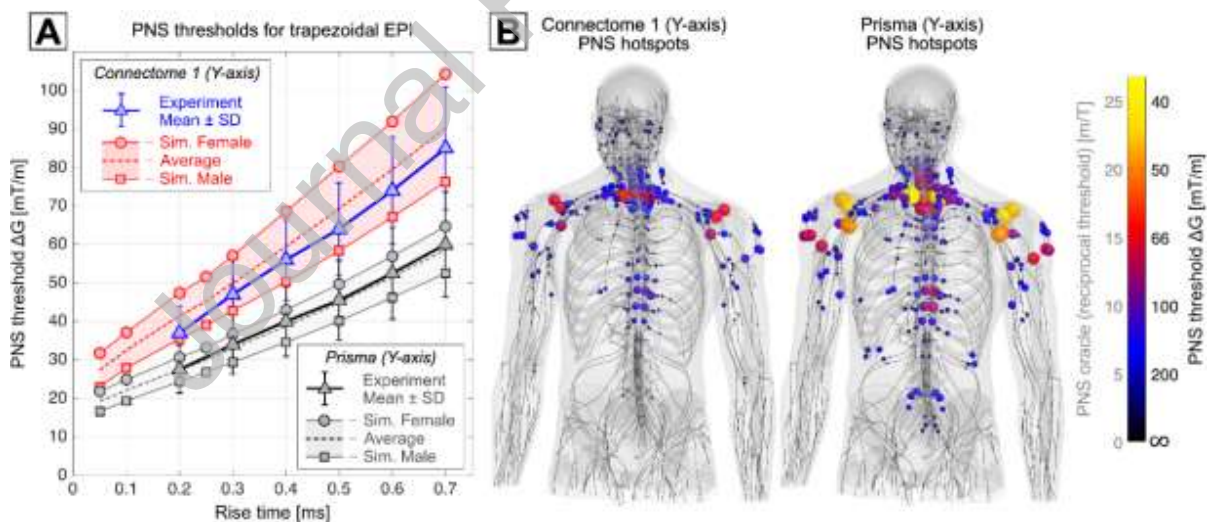 A
PNS thresholds for trapezoidal EPI
Connectome 1 (Y-axis)
Experiment
Mean ± SD
Sim. Female
Average
Sim. Male
Prisma (Y-axis)
Experiment
Mean ± SD
Sim. Female
Average
Sim. Male
PNS threshold ΔG [mT/m]
100
90
80
70
60
50
40
30
20
10
0
0 0.1 0.2 0.3 0.4 0.5 0.6 0.7
Rise time [ms]
Journal
B
Connectome 1 (Y-axis)
PNS hotspots
Prisma (Y-axis)
PNS hotspots
PNS oracle (reciprocal threshold) [m/T]
25
20
15
10
5
0
40
50
66
100
200
∞
PNS threshold ΔG [mT/m]